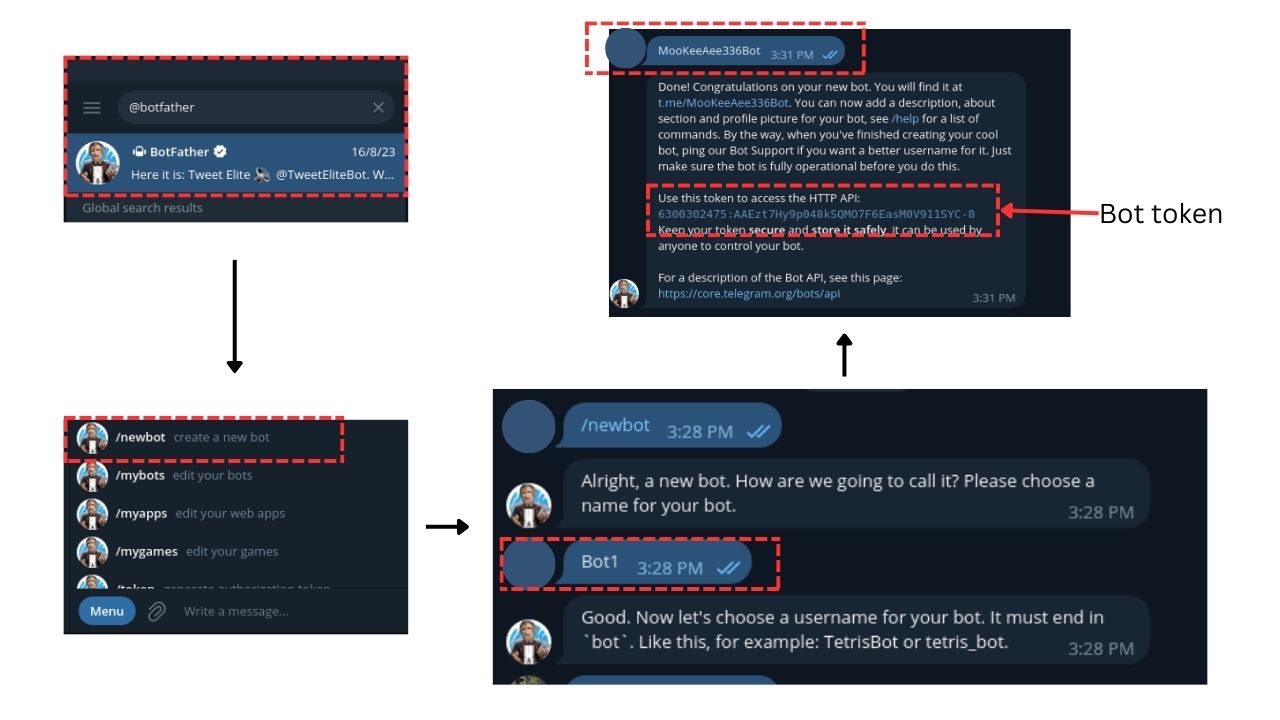 @botfather
BotFather
16/8/23
Here it is: Tweet Elite @TweetEliteBot. W...
Global search results
/newbot create a new bot
/mybots edit your bots
/myapps edit your web apps
/mygames edit your games
/token generate authorization token
Menu
Write a message...
/newbot 3:28 PM
Alright, a new bot. How are we going to call it? Please choose a
name for your bot.
3:28 PM
Bot1 3:28 PM
Good. Now let's choose a username for your bot. It must end in
`bot`. Like this, for example: TetrisBot or tetris_bot.
3:28 PM
MooKeeAee336Bot 3:31 PM
Done! Congratulations on your new bot. You will find it at
t.me/MooKeeAee336Bot. You can now add a description, about
section and profile picture for your bot, see /help for a list of
commands. By the way, when you've finished creating your cool
bot, ping our Bot Support if you want a better username for it. Just
make sure the bot is fully operational before you do this.
Use this token to access the HTTP API:
6300302475:AAEzt7Hy9p048kSQMO7F6EasM0V911SYC-8
Keep your token secure and store it safely, it can be used by
anyone to control your bot.
For a description of the Bot API, see this page:
https://core.telegram.org/bots/api
3:31 PM
Bot token